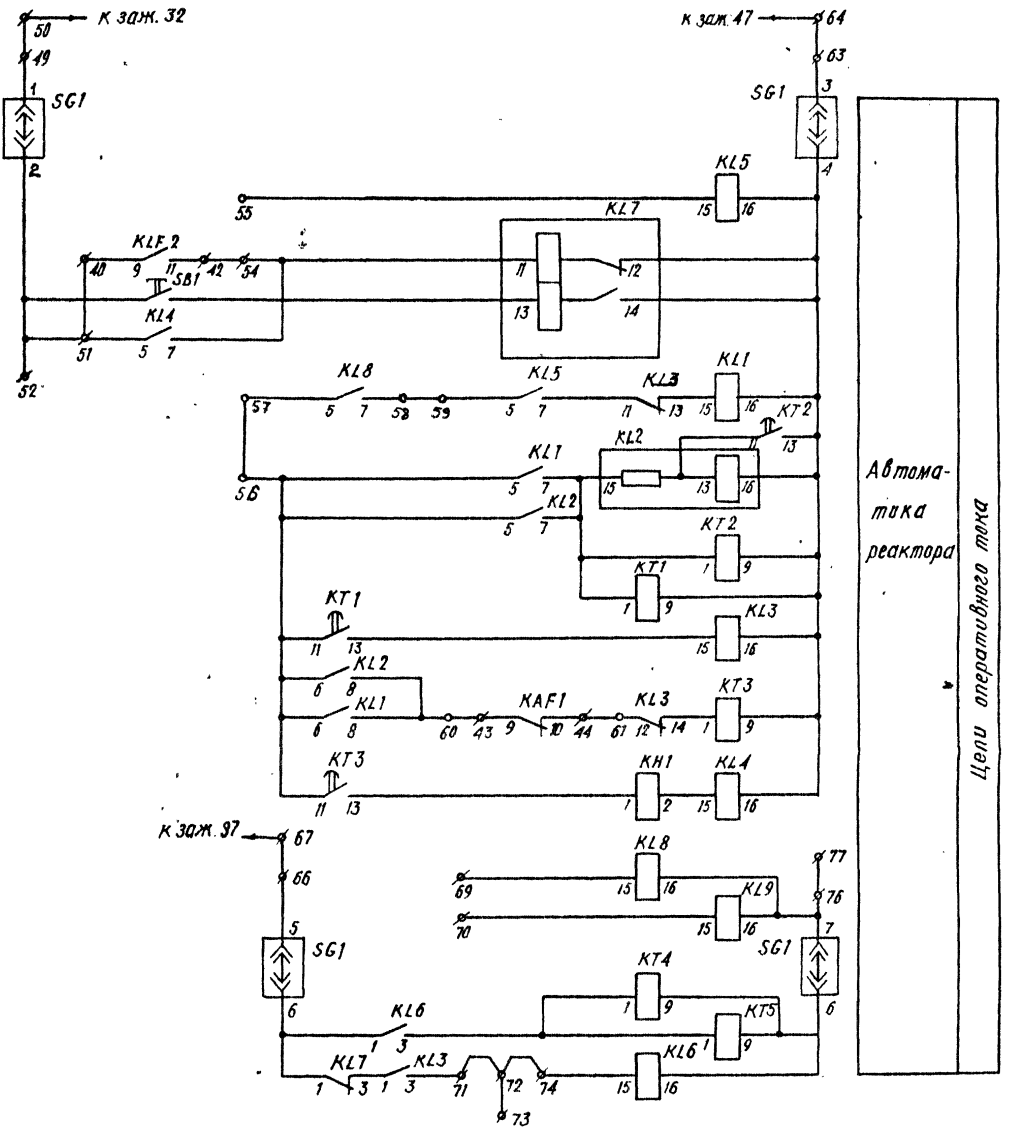 50 к заж. 32
к заж. 47 64
49
63
1
3
SG1
SG1
2
4
KL5
55
15 16
KL7
KLF.2
40 9 11 42 54
11 12
SB1
13 14
KL4
51 5 7
52
KL8 KL5 KL3 KL1
57 5 7 58 59 5 7 11 13 15 16
KT2
11 13
KL1 KL2
56 5 7 15 13 16
KL2
5 7
KT2
1 9
KT1
1 9
KT1 KL3
11 13 15 16
KL2
6 8
KL1 KAF1 KL3 KT3
6 8 60 43 9 10 44 61 12 14 1 9
KT3 KH1 KL4
11 13 1 2 15 16
к заж. 97 67
KL8
77
66
69 15 16
KL9
76
70 15 16
5
7
SG1
SG1
6
6
KT4
1 9
KL6 KT5
1 3 1 9
KL7 KL3 KL6
1 3 1 3 71 72 74 15 16
73
Автома-
тика
реактора
Цепи оперативного тока